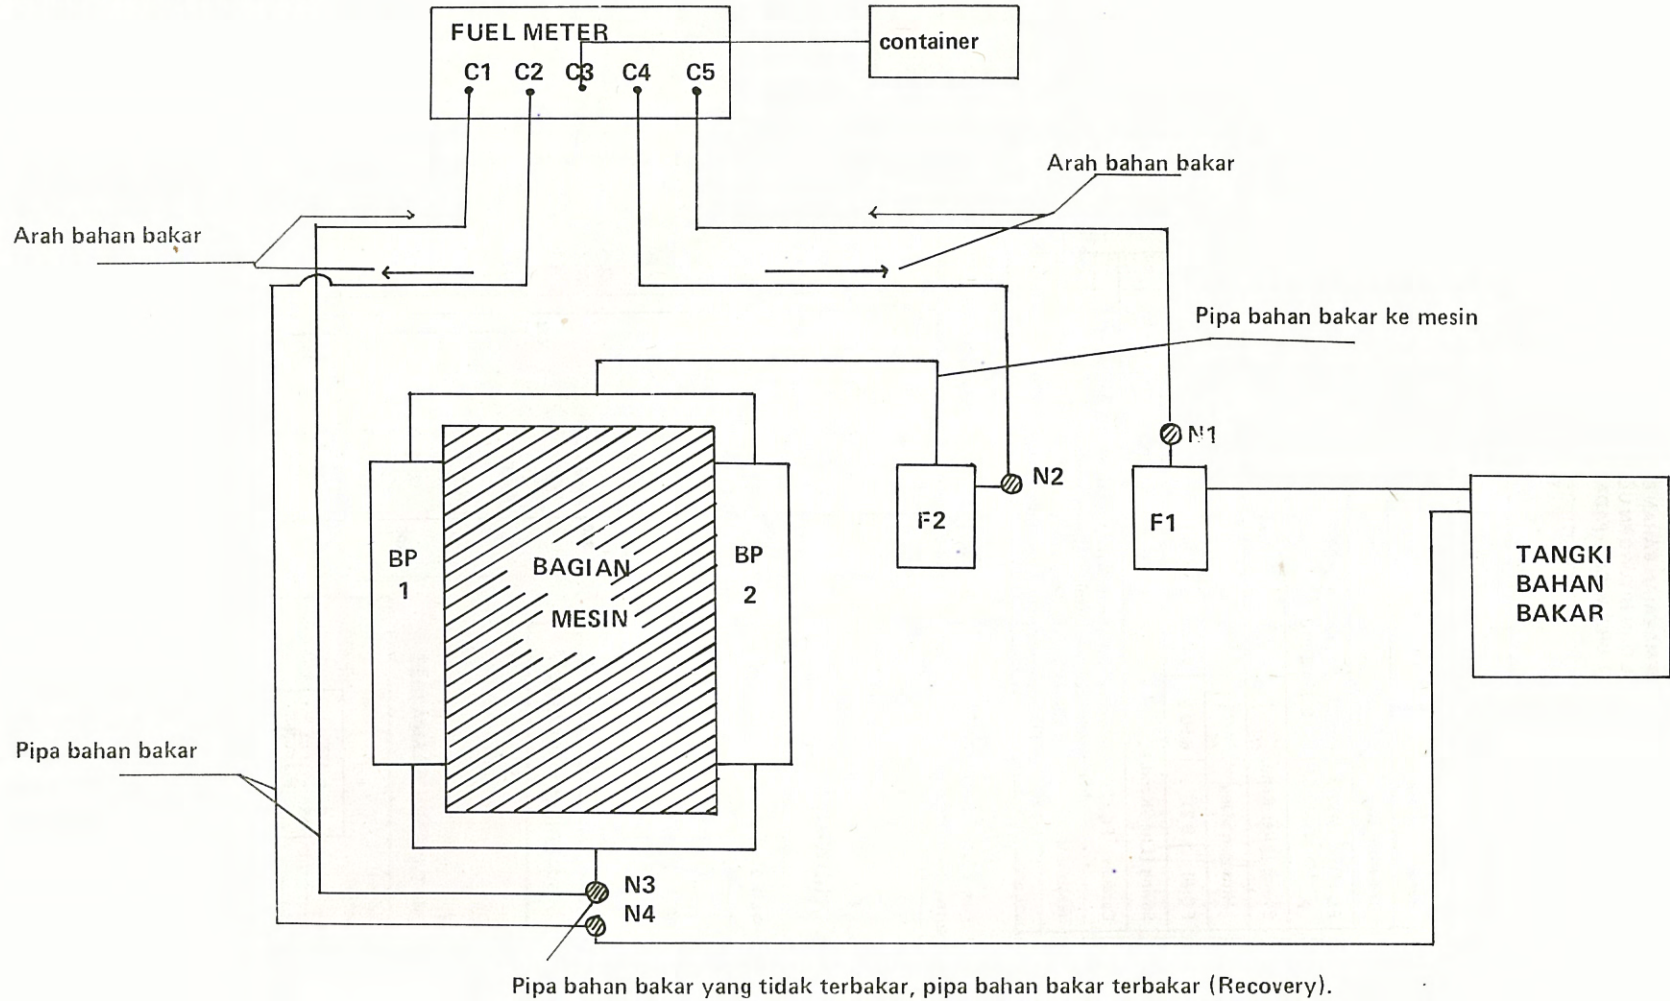 FUEL METER
container
C1 C2 C3 C4 C5
Arah bahan bakar
Arah bahan bakar
Pipa bahan bakar ke mesin
N1
N2
F2
F1
BP
1
BAGIAN
MESIN
BP
2
TANGKI
BAHAN
BAKAR
Pipa bahan bakar
N3
N4
Pipa bahan bakar yang tidak terbakar, pipa bahan bakar terbakar (Recovery).